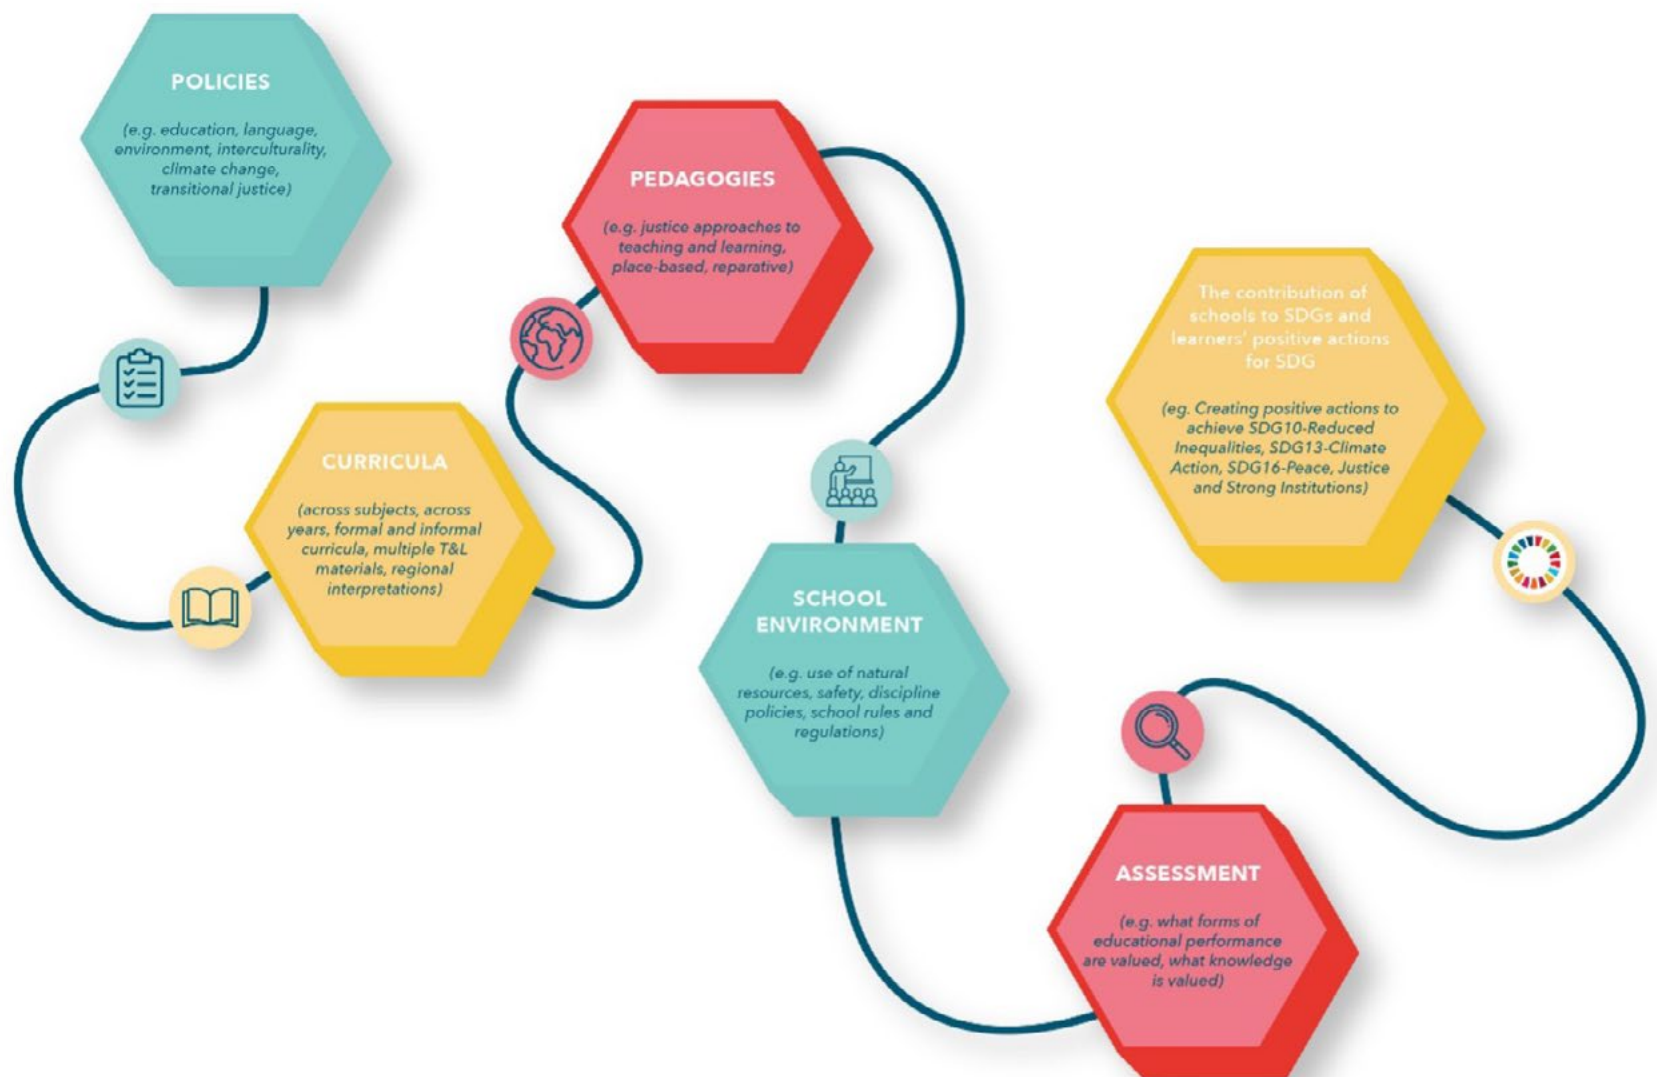 POLICIES
(e.g. education, language,
environment, interculturality,
climate change,
transitional justice)
CURRICULA
(across subjects, across
years, formal and informal
curricula, multiple T&L
materials, regional
interpretations)
PEDAGOGIES
(e.g. justice approaches to
teaching and learning,
place-based, reparative)
SCHOOL
ENVIRONMENT
(e.g. use of natural
resources, safety, discipline
policies, school rules and
regulations)
ASSESSMENT
(e.g. what forms of
educational performance
are valued, what knowledge
is valued)
The contribution of
schools to SDGs and
learners' positive actions
for SDG
(eg. Creating positive actions to
achieve SDG10-Reduced
Inequalities, SDG13-Climate
Action, SDG16-Peace, Justice
and Strong Institutions)